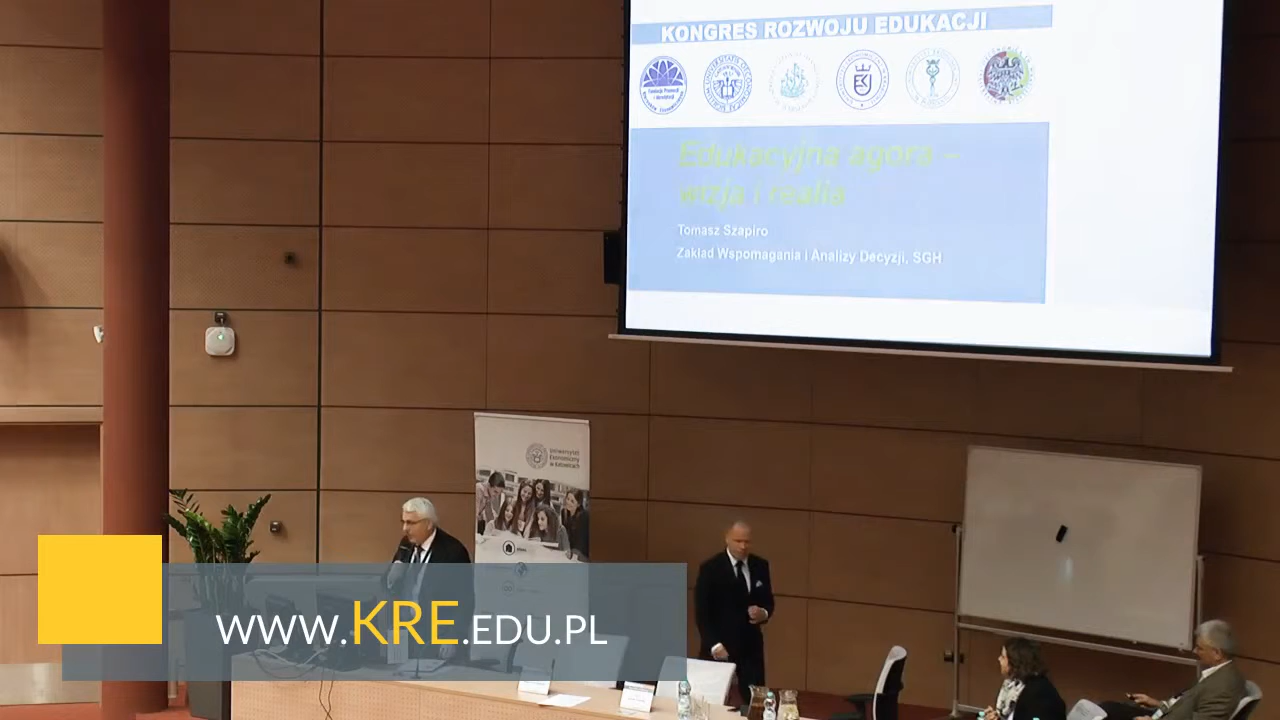 KONGRES ROZWOJU EDUKACJI
Edukacyjna agora –
wizja i realia
Tomasz Szapiro
Zakład Wspomagania i Analizy Decyzji, SGH
Uniwersytet
Ekonomiczny
w Katowicach
www.KRE.EDU.PL